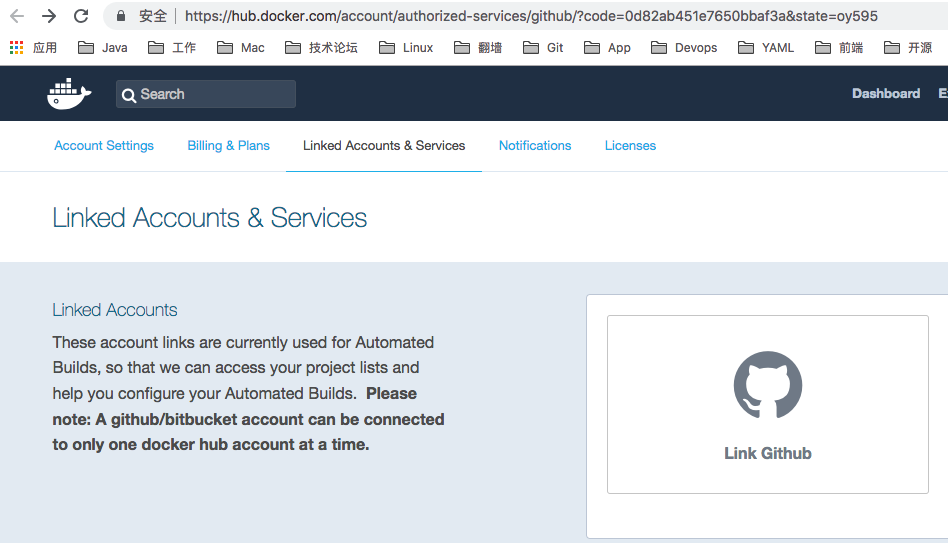 安全 https://hub.docker.com/account/authorized-services/github/?code=0d82ab451e7650bbaf3a&state=oy595
应用 Java 工作 Mac 技术论坛 Linux 翻墙 Git App Devops YAML 前端 开源
Search Dashboard
Account Settings Billing & Plans Linked Accounts & Services Notifications Licenses
Linked Accounts & Services
Linked Accounts
These account links are currently used for Automated
Builds, so that we can access your project lists and
help you configure your Automated Builds. Please
note: A github/bitbucket account can be connected
to only one docker hub account at a time.
Link Github